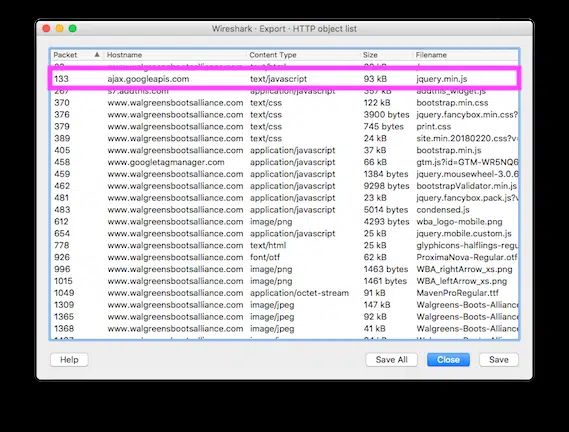 Wireshark · Export · HTTP object list
Packet Hostname Content Type Size Filename
133 ajax.googleapis.com text/javascript 93 kB jquery.min.js
267 s7.addthis.com application/javascript 357 kB addthis_widget.js
370 www.walgreensbootsalliance.com text/css 122 kB bootstrap.min.css
376 www.walgreensbootsalliance.com text/css 3900 bytes jquery.fancybox.min.css?
379 www.walgreensbootsalliance.com text/css 745 bytes print.css
389 www.walgreensbootsalliance.com text/css 24 kB site.min.20180220.css?v
405 www.walgreensbootsalliance.com application/javascript 37 kB bootstrap.min.js
458 www.googletagmanager.com application/javascript 66 kB gtm.js?id=GTM-WR5NQ6
459 www.walgreensbootsalliance.com application/javascript 1384 bytes jquery.mousewheel-3.0.6
462 www.walgreensbootsalliance.com application/javascript 9298 bytes bootstrapValidator.min.js
481 www.walgreensbootsalliance.com application/javascript 23 kB jquery.fancybox.pack.js?v
483 www.walgreensbootsalliance.com application/javascript 5014 bytes condensed.js
612 www.walgreensbootsalliance.com image/png 4293 bytes wba_logo-mobile.png
654 www.walgreensbootsalliance.com application/javascript 25 kB jquery.mobile.custom.js
778 www.walgreensbootsalliance.com text/html 25 kB glyphicons-halflings-regu
926 www.walgreensbootsalliance.com font/otf 62 kB ProximaNova-Regular.otf
996 www.walgreensbootsalliance.com image/png 1463 bytes WBA_rightArrow_xs.png
1015 www.walgreensbootsalliance.com image/png 1461 bytes WBA_leftArrow_xs.png
1049 www.walgreensbootsalliance.com application/octet-stream 91 kB MavenProRegular.ttf
1309 www.walgreensbootsalliance.com image/jpeg 147 kB Walgreens-Boots-Alliance
1365 www.walgreensbootsalliance.com image/jpeg 92 kB Walgreens-Boots-Alliance
1368 www.walgreensbootsalliance.com image/jpeg 41 kB Walgreens-Boots-Alliance
Help Save All Close Save